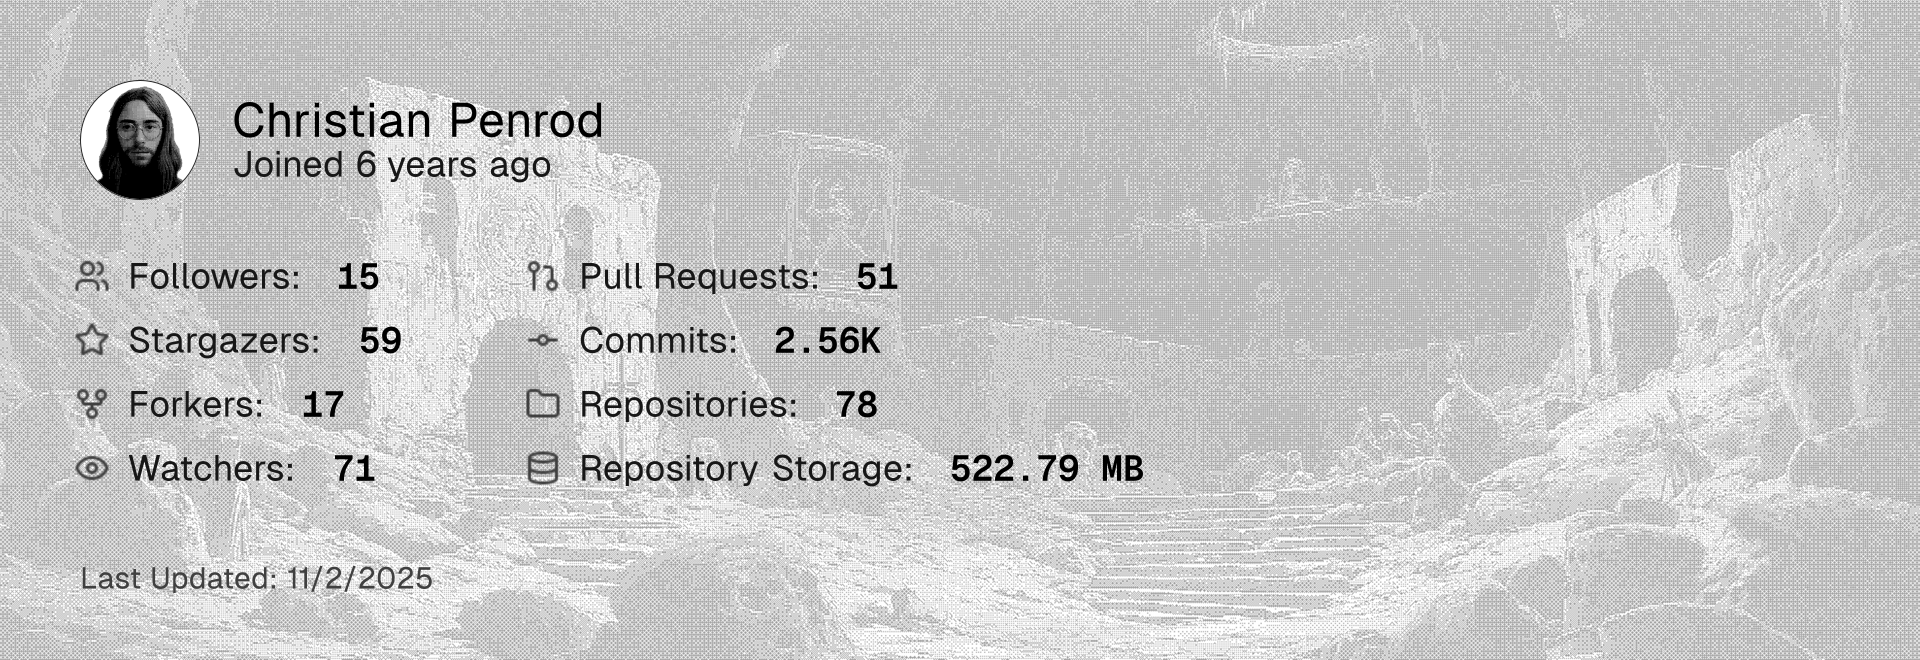 Christian Penrod
Joined 6 years ago
Followers: 15
Stargazers: 59
Forkers: 17
Watchers: 71
Pull Requests: 51
Commits: 2.56K
Repositories: 78
Repository Storage: 522.79 MB
Last Updated: 11/2/2025